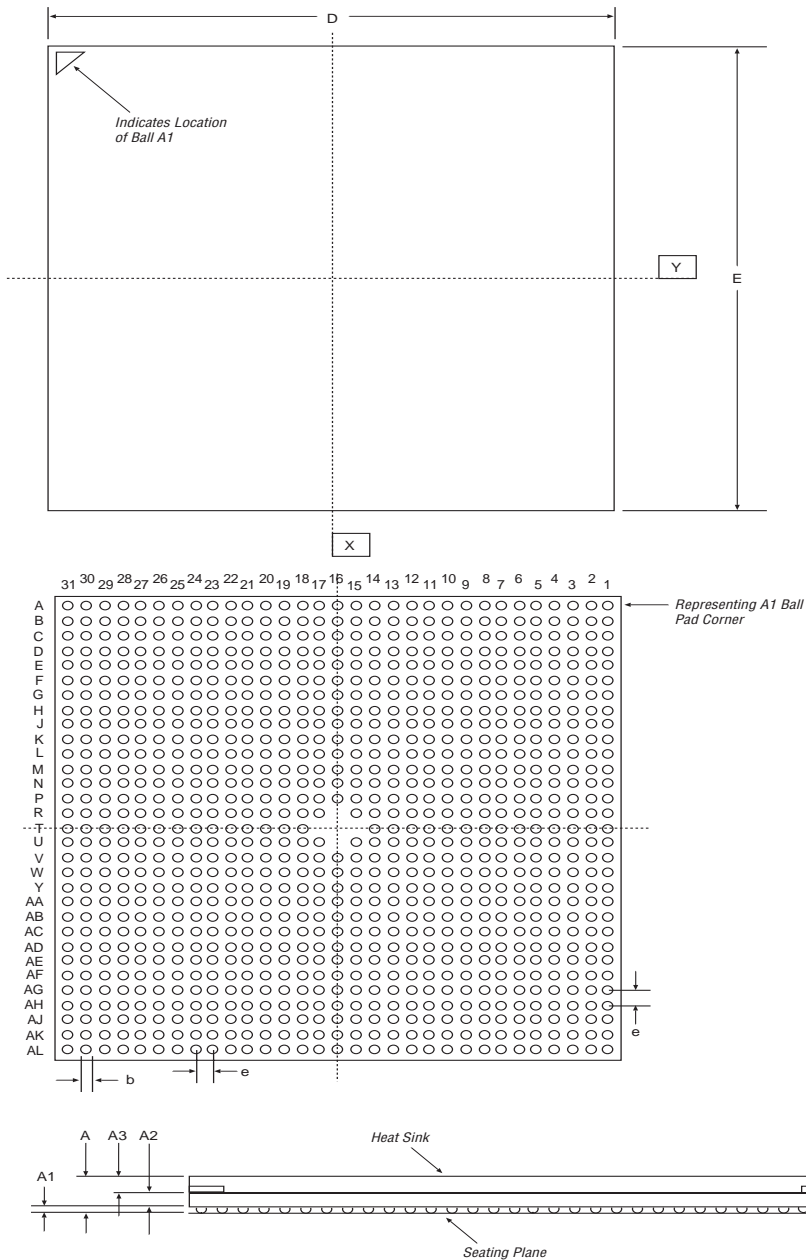 D
Indicates Location
of Ball A1
Y
E
X
31 30 29 28 27 26 25 24 23 22 21 20 19 18 17 16 15 14 13 12 11 10 9 8 7 6 5 4 3 2 1
A
Representing A1 Ball
Pad Corner
B
C
D
E
F
G
H
J
K
L
M
N
P
R
T
U
V
W
Y
AA
AB
AC
AD
AE
AF
AG
AH
e
AJ
AK
AL
b
e
A A3 A2
Heat Sink
A1
Seating Plane